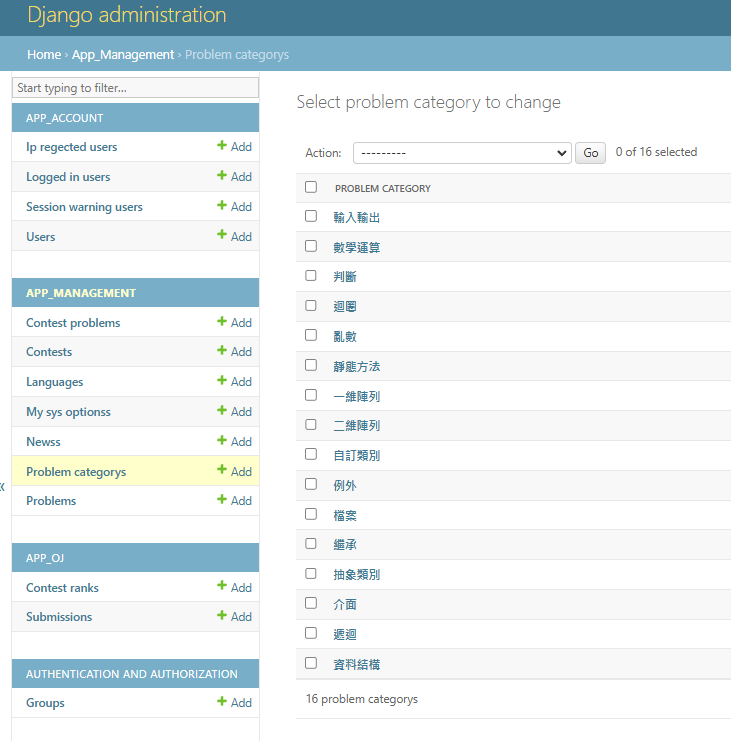 Django administration
Home › App_Management › Problem categorys
Start typing to filter...
APP_ACCOUNT
Ip regected users Add
Logged in users Add
Session warning users Add
Users Add
APP_MANAGEMENT
Contest problems Add
Contests Add
Languages Add
My sys optionss Add
Newss Add
Problem categorys Add
Problems Add
APP_OJ
Contest ranks Add
Submissions Add
AUTHENTICATION AND AUTHORIZATION
Groups Add
«
Select problem category to change
Action: --------- Go 0 of 16 selected
PROBLEM CATEGORY
輸入輸出
數學運算
判斷
迴圈
亂數
靜態方法
一維陣列
二維陣列
自訂類別
例外
檔案
繼承
抽象類別
介面
遞迴
資料結構
16 problem categorys